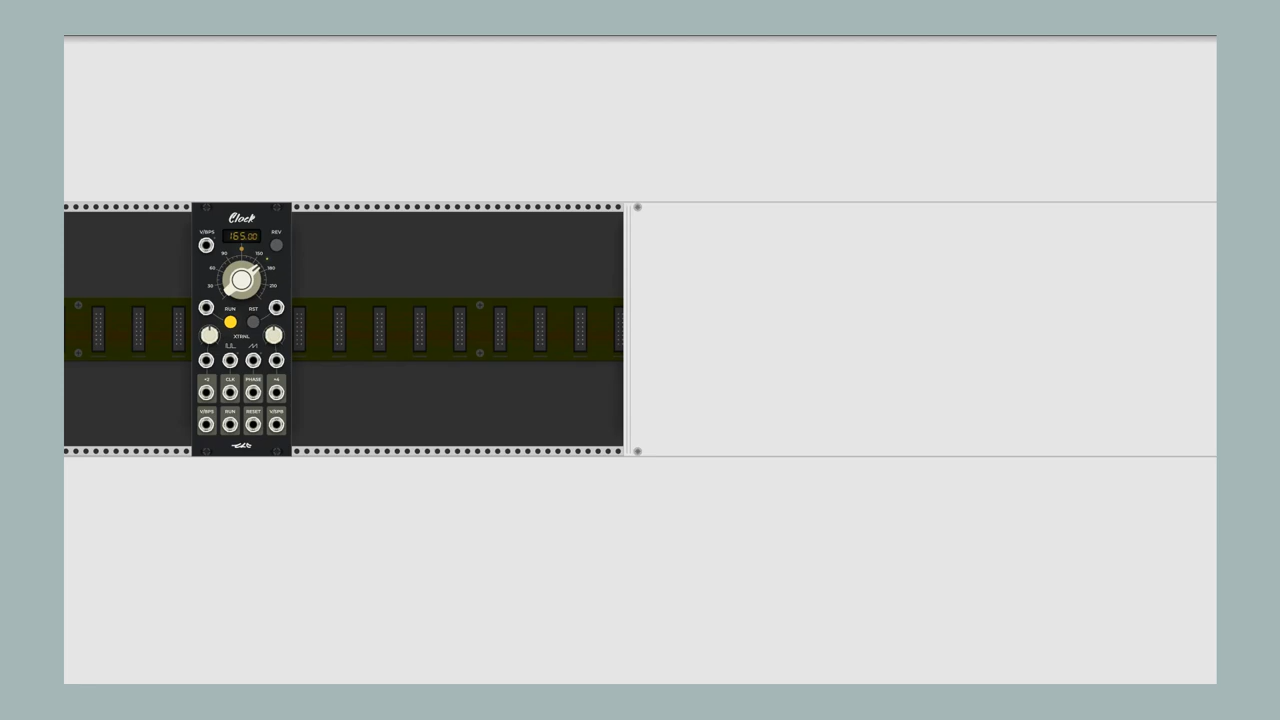 Clock
V/BPS 165.00 REV
90 150
60 180
30 210
RUN RST
XTRNL
÷2 CLK PHASE ×4
V/BPS RUN RESET V/SPB